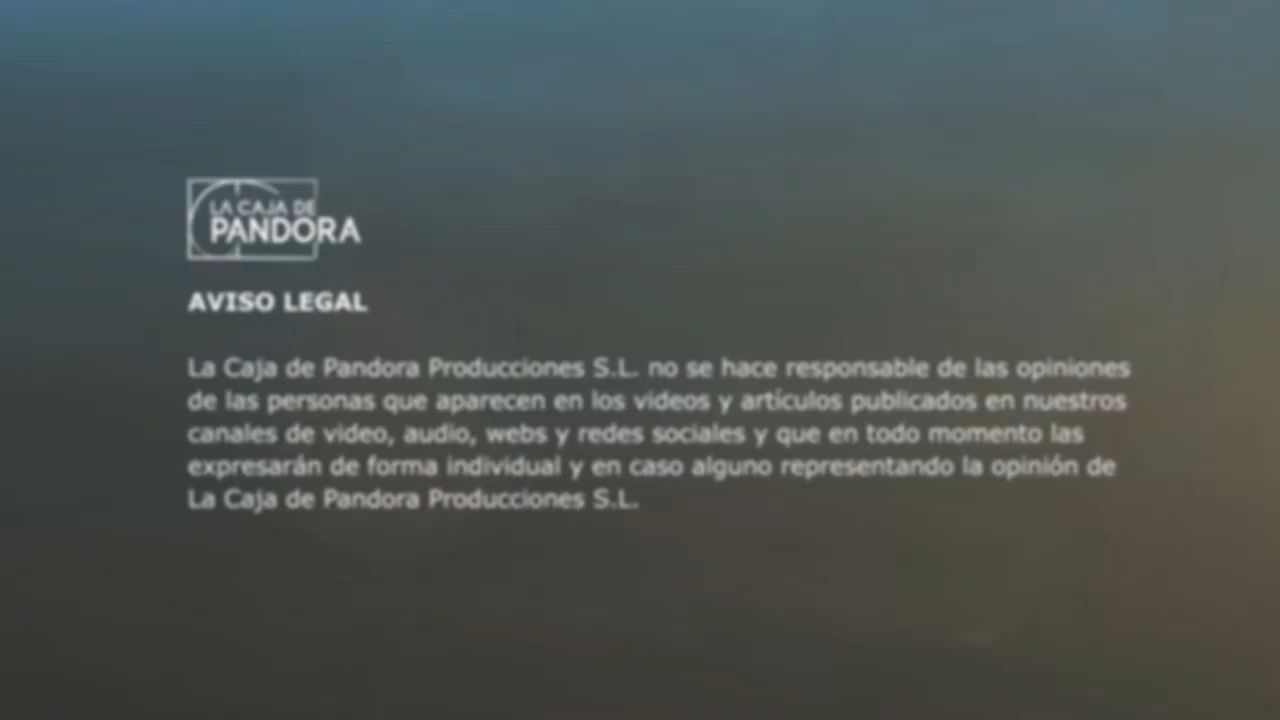 LA CAJA DE
PANDORA
AVISO LEGAL
La Caja de Pandora Producciones S.L. no se hace responsable de las opiniones
de las personas que aparecen en los videos y artículos publicados en nuestros
canales de video, audio, webs y redes sociales y que en todo momento las
expresarán de forma individual y en caso alguno representando la opinión de
La Caja de Pandora Producciones S.L.